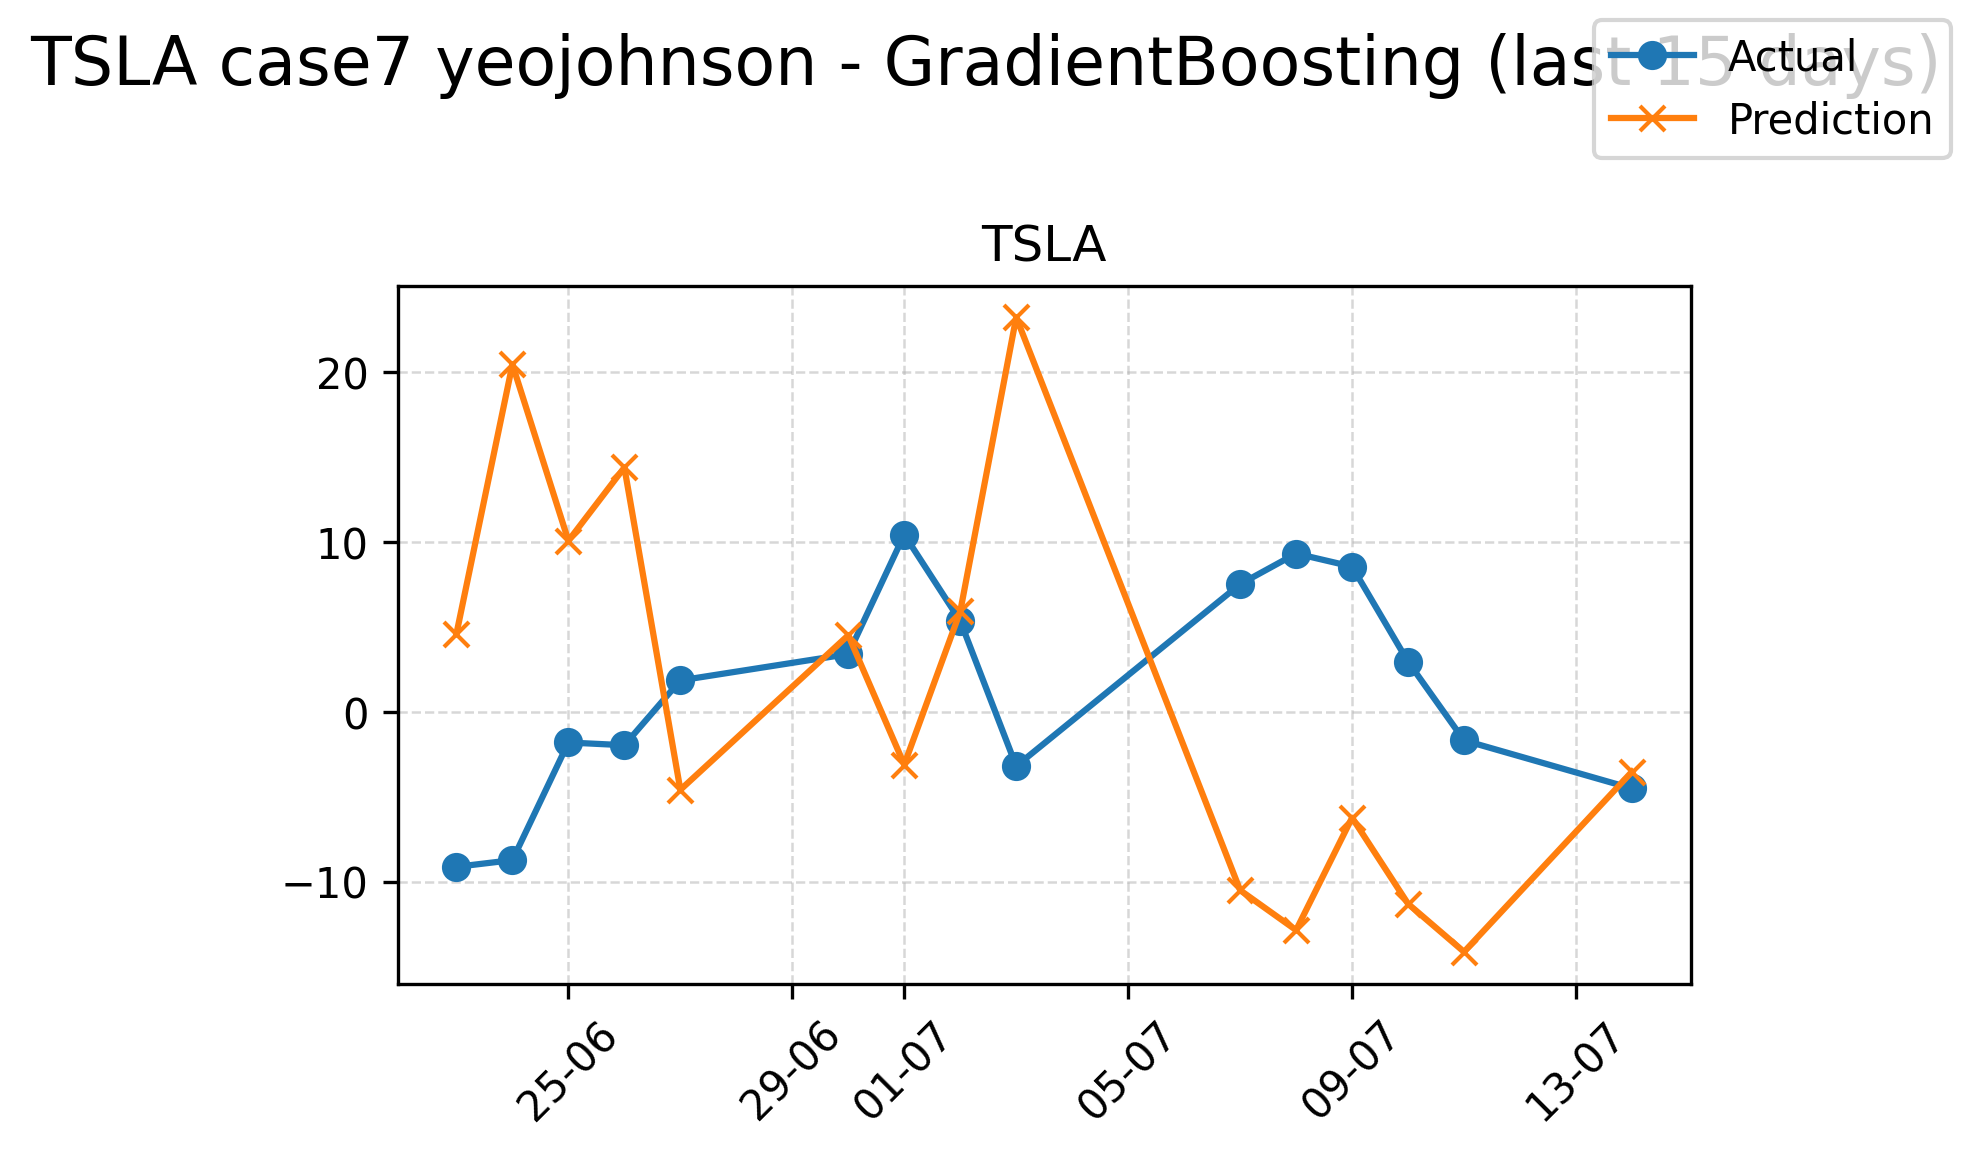 TSLA case7 yeojohnson - GradientBoosting (last 15 days)
Actual
Prediction
TSLA
20
10
0
−10
25-06
29-06
01-07
05-07
09-07
13-07